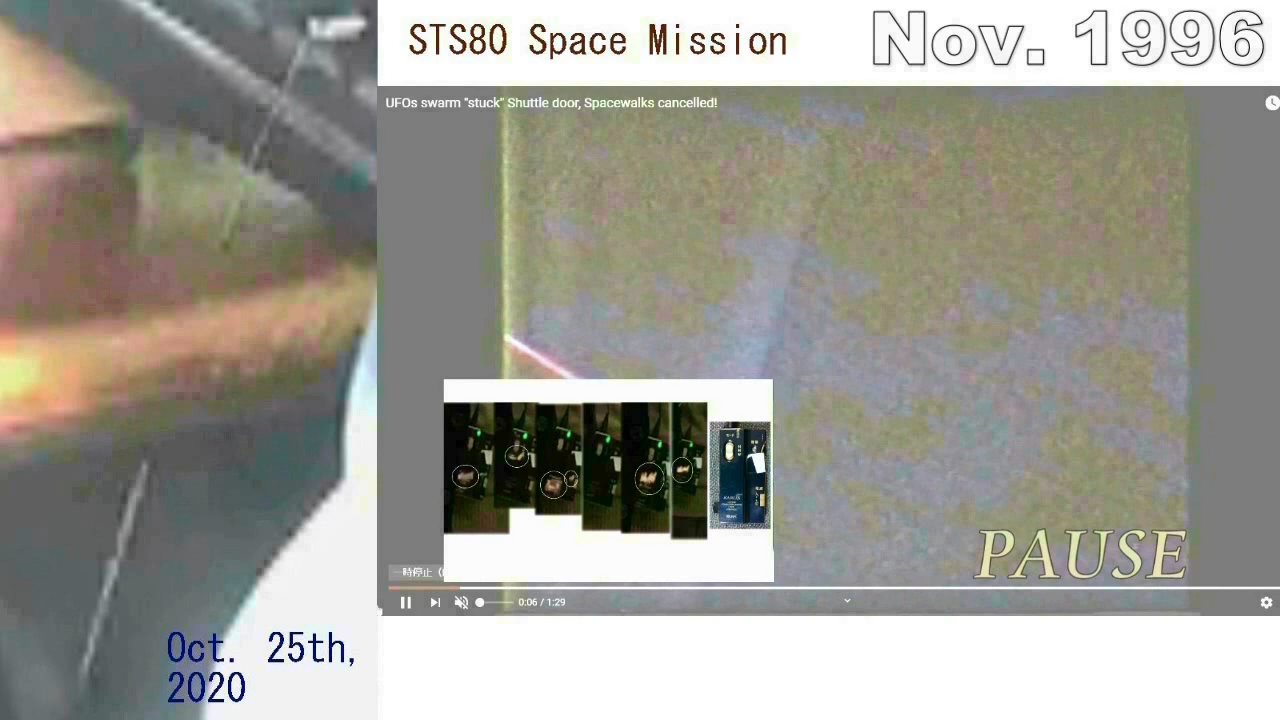 STS80 Space Mission
Nov. 1996
UFOs swarm "stuck" Shuttle door, Spacewalks cancelled!
PAUSE
一時停止 (
0:06 / 1:29
Oct. 25th,
2020